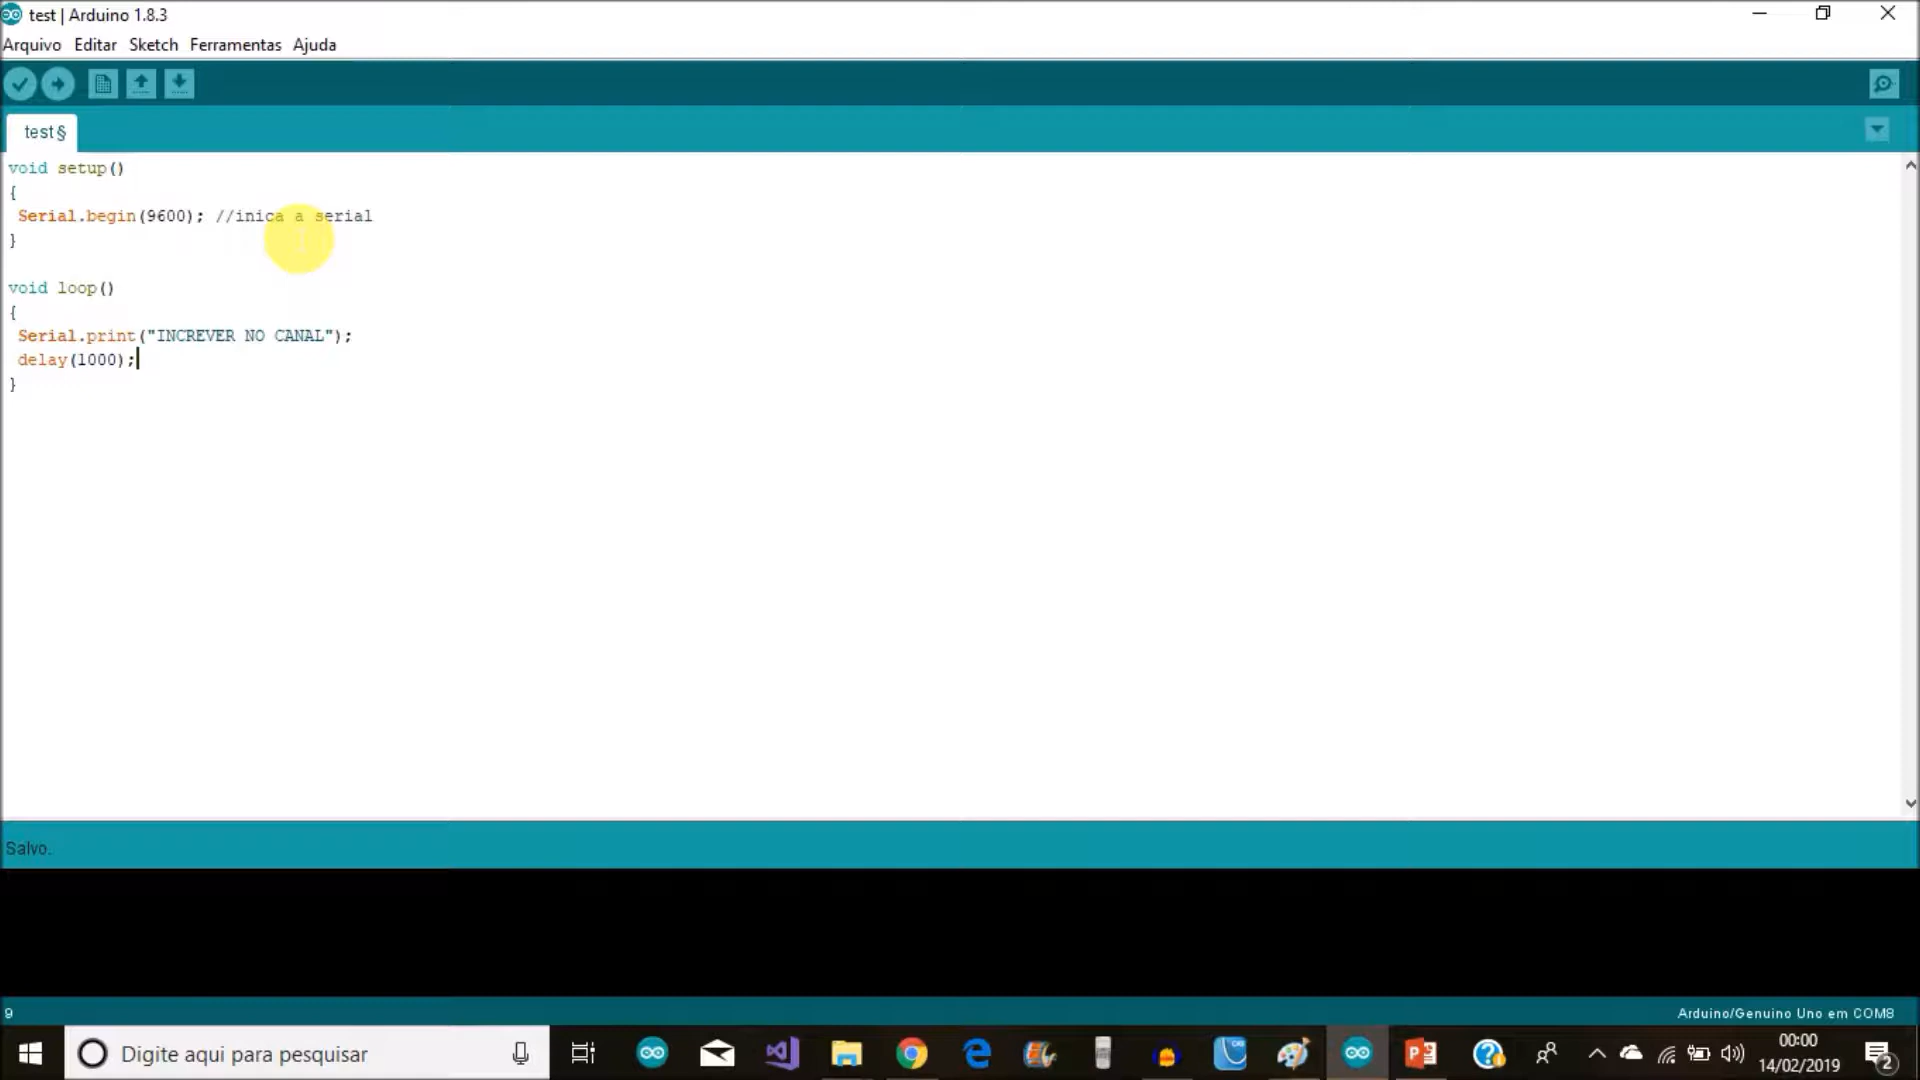 test | Arduino 1.8.3
Arquivo Editar Sketch Ferramentas Ajuda
test §
void setup()
{
Serial.begin(9600); //inica a serial
}
void loop()
{
Serial.print("INCREVER NO CANAL");
delay(1000);
}
Salvo.
9
Arduino/Genuino Uno em COM8
Digite aqui para pesquisar
00:00
14/02/2019
2